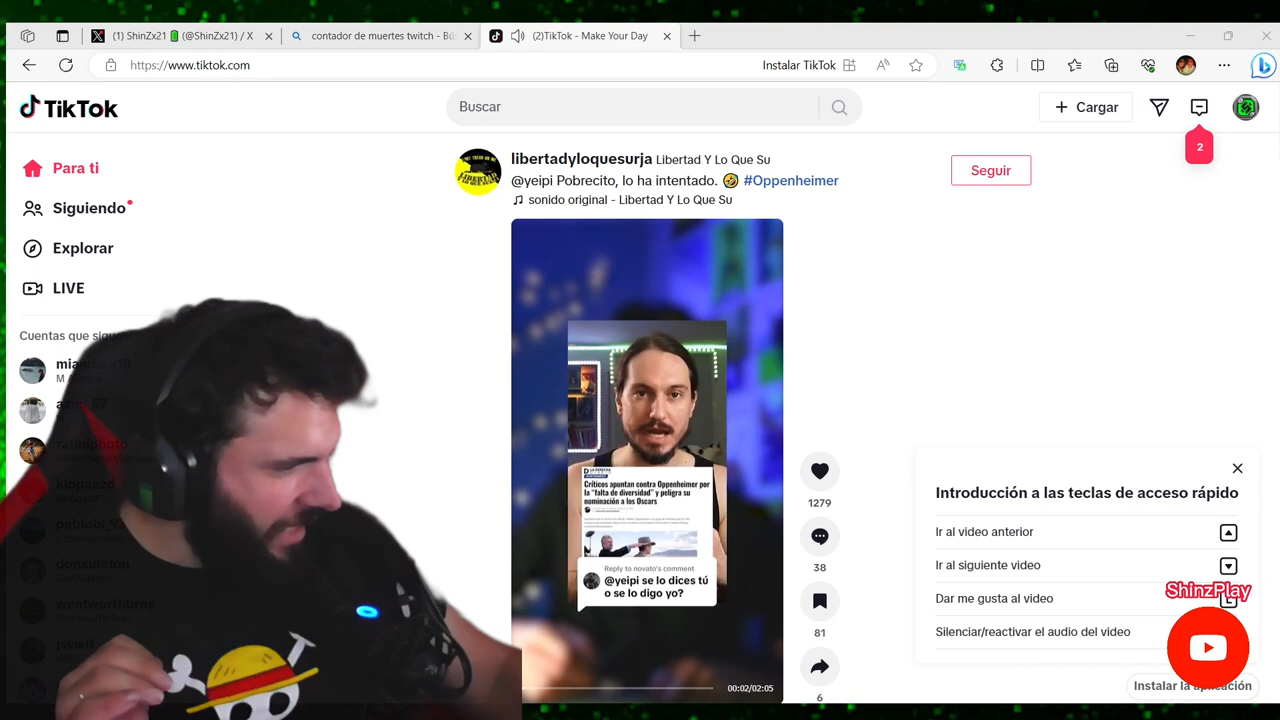 (1) ShinZx21 (@ShinZx21) / X
contador de muertes twitch - Bú
(2)TikTok - Make Your Day
https://www.tiktok.com
Instalar TikTok
TikTok
Buscar
Cargar
2
Para ti
Siguiendo
Explorar
LIVE
libertadyloquesurja Libertad Y Lo Que Su
@yeipi Pobrecito, lo ha intentado. 🤣 #Oppenheimer
sonido original - Libertad Y Lo Que Su
Seguir
Críticos apuntan contra Oppenheimer por
la "falta de diversidad" y peligra su
nominación a los Oscars
Reply to novato's comment
@yeipi se lo dices tú
o se lo digo yo?
00:02/02:05
1279
38
81
6
Introducción a las teclas de acceso rápido
Ir al video anterior
Ir al siguiente video
Dar me gusta al video
Silenciar/reactivar el audio del video
ShinzPlay
Instalar la aplicación
Cuentas que
donxuleton
wentworthbros